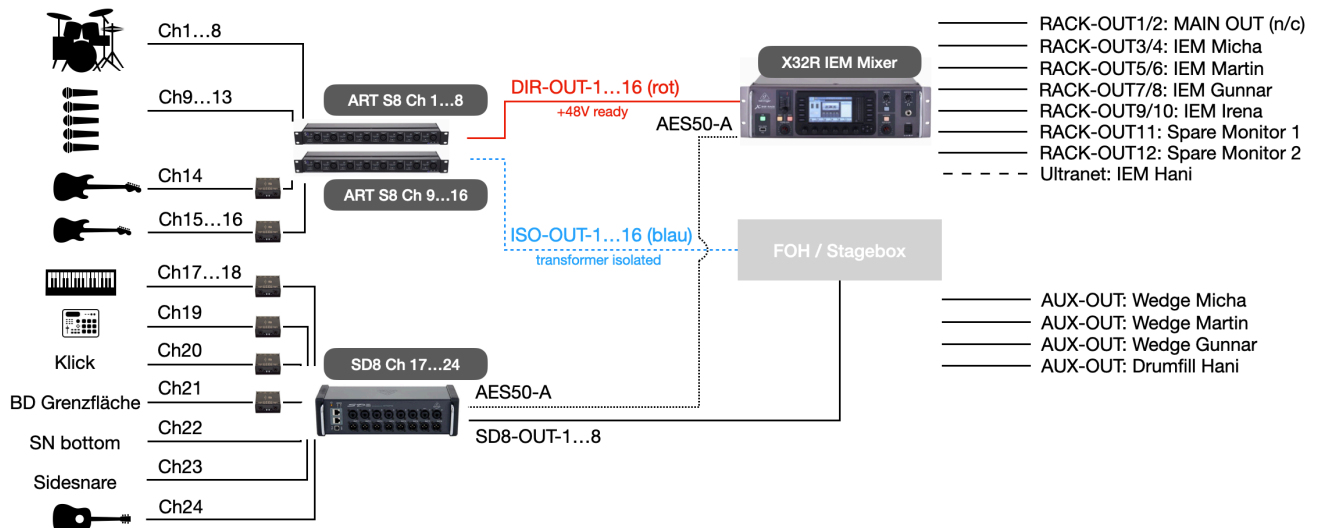 Ch1…8
Ch9…13
Ch14
Ch15…16
Ch17…18
Ch19
Klick
Ch20
BD Grenzfläche
Ch21
SN bottom
Ch22
Sidesnare
Ch23
Ch24
ART S8 Ch 1…8
ART S8 Ch 9…16
SD8 Ch 17…24
DIR-OUT-1…16 (rot)
+48V ready
AES50-A
ISO-OUT-1…16 (blau)
transformer isolated
AES50-A
SD8-OUT-1…8
X32R IEM Mixer
FOH / Stagebox
RACK-OUT1/2: MAIN OUT (n/c)
RACK-OUT3/4: IEM Micha
RACK-OUT5/6: IEM Martin
RACK-OUT7/8: IEM Gunnar
RACK-OUT9/10: IEM Irena
RACK-OUT11: Spare Monitor 1
RACK-OUT12: Spare Monitor 2
Ultranet: IEM Hani
AUX-OUT: Wedge Micha
AUX-OUT: Wedge Martin
AUX-OUT: Wedge Gunnar
AUX-OUT: Drumfill Hani